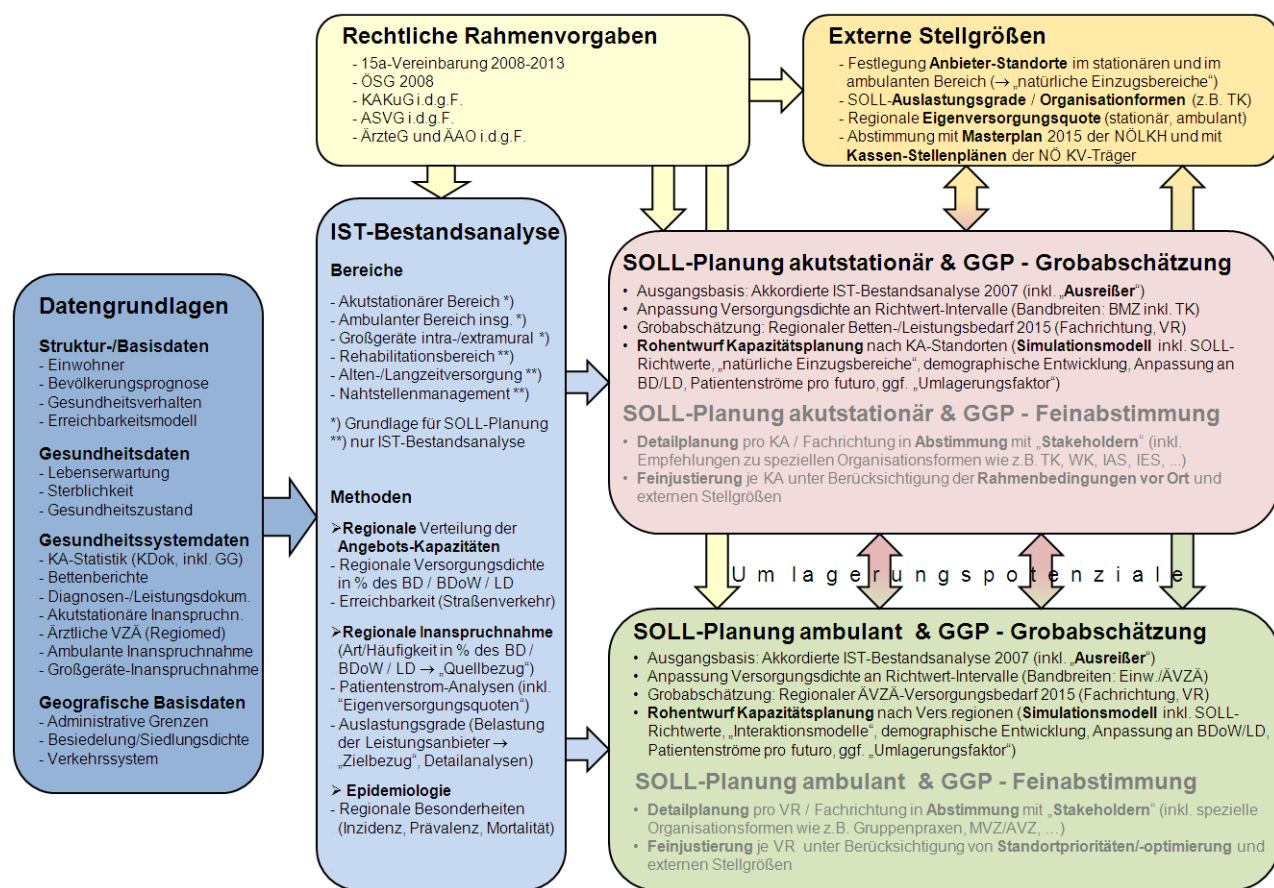 Rechtliche Rahmenvorgaben
- 15a-Vereinbarung 2008-2013
- ÖSG 2008
- KAKuG i.d.g.F.
- ASVG i.d.g.F.
- ÄrzteG und ÄAO i.d.g.F.
Externe Stellgrößen
- Festlegung Anbieter-Standorte im stationären und im
ambulanten Bereich (→ „natürliche Einzugsbereiche“)
- SOLL-Auslastungsgrade / Organisationformen (z.B. TK)
- Regionale Eigenversorgungsquote (stationär, ambulant)
- Abstimmung mit Masterplan 2015 der NÖLKH und mit
Kassen-Stellenplänen der NÖ KV-Träger
Datengrundlagen
Struktur-/Basisdaten
- Einwohner
- Bevölkerungsprognose
- Gesundheitsverhalten
- Erreichbarkeitsmodell
Gesundheitsdaten
- Lebenserwartung
- Sterblichkeit
- Gesundheitszustand
Gesundheitssystemdaten
- KA-Statistik (KDok, inkl. GG)
- Bettenberichte
- Diagnosen-/Leistungsdokum.
- Akutstationäre Inanspruchn.
- Ärztliche VZÄ (Regiomed)
- Ambulante Inanspruchnahme
- Großgeräte-Inanspruchnahme
Geografische Basisdaten
- Administrative Grenzen
- Besiedelung/Siedlungsdichte
- Verkehrssystem
IST-Bestandsanalyse
Bereiche
- Akutstationärer Bereich *)
- Ambulanter Bereich insg. *)
- Großgeräte intra-/extramural *)
- Rehabilitationsbereich **)
- Alten-/Langzeitversorgung **)
- Nahtstellenmanagement **)
*) Grundlage für SOLL-Planung
**) nur IST-Bestandsanalyse
Methoden
➢Regionale Verteilung der
Angebots-Kapazitäten
- Regionale Versorgungsdichte
in % des BD / BDoW / LD
- Erreichbarkeit (Straßenverkehr)
➢Regionale Inanspruchnahme
(Art/Häufigkeit in % des BD /
BDoW / LD → „Quellbezug“)
- Patientenstrom-Analysen (inkl.
“Eigenversorgungsquoten“)
- Auslastungsgrade (Belastung
der Leistungsanbieter →
„Zielbezug“, Detailanalysen)
➢ Epidemiologie
- Regionale Besonderheiten
(Inzidenz, Prävalenz, Mortalität)
SOLL-Planung akutstationär & GGP - Grobabschätzung
• Ausgangsbasis: Akkordierte IST-Bestandsanalyse 2007 (inkl. „Ausreißer“)
• Anpassung Versorgungsdichte an Richtwert-Intervalle (Bandbreiten: BMZ inkl. TK)
• Grobabschätzung: Regionaler Betten-/Leistungsbedarf 2015 (Fachrichtung, VR)
• Rohentwurf Kapazitätsplanung nach KA-Standorten (Simulationsmodell inkl. SOLL-
Richtwerte, „natürliche Einzugsbereiche“, demographische Entwicklung, Anpassung an
BD/LD, Patientenströme pro futuro, ggf. „Umlagerungsfaktor“)
SOLL-Planung akutstationär & GGP - Feinabstimmung
• Detailplanung pro KA / Fachrichtung in Abstimmung mit „Stakeholdern“ (inkl.
Empfehlungen zu speziellen Organisationsformen wie z.B. TK, WK, IAS, IES, ...)
• Feinjustierung je KA unter Berücksichtigung der Rahmenbedingungen vor Ort und
externen Stellgrößen
Umlagerungspotenziale
SOLL-Planung ambulant & GGP - Grobabschätzung
• Ausgangsbasis: Akkordierte IST-Bestandsanalyse 2007 (inkl. „Ausreißer“)
• Anpassung Versorgungsdichte an Richtwert-Intervalle (Bandbreiten: Einw./ÄVZÄ)
• Grobabschätzung: Regionaler ÄVZÄ-Versorgungsbedarf 2015 (Fachrichtung, VR)
• Rohentwurf Kapazitätsplanung nach Vers.regionen (Simulationsmodell inkl. SOLL-
Richtwerte, „Interaktionsmodelle“, demographische Entwicklung, Anpassung an BDoW/LD,
Patientenströme pro futuro, ggf. „Umlagerungsfaktor“)
SOLL-Planung ambulant & GGP - Feinabstimmung
• Detailplanung pro VR / Fachrichtung in Abstimmung mit „Stakeholdern“ (inkl. spezielle
Organisationsformen wie z.B. Gruppenpraxen, MVZ/AVZ, ...)
• Feinjustierung je VR unter Berücksichtigung von Standortprioritäten/-optimierung und
externen Stellgrößen